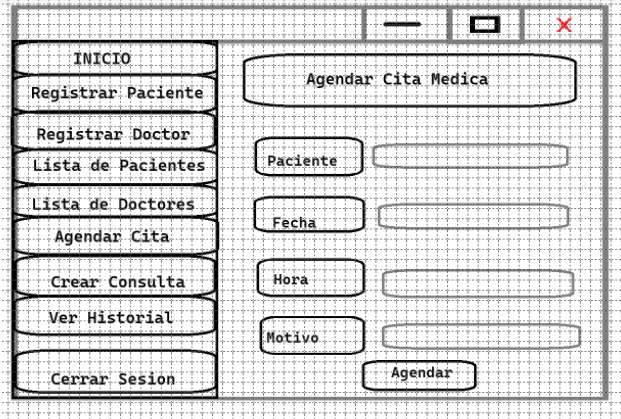 INICIO
Registrar Paciente
Registrar Doctor
Lista de Pacientes
Lista de Doctores
Agendar Cita
Crear Consulta
Ver Historial
Cerrar Sesion
Agendar Cita Medica
Paciente
Fecha
Hora
Motivo
Agendar